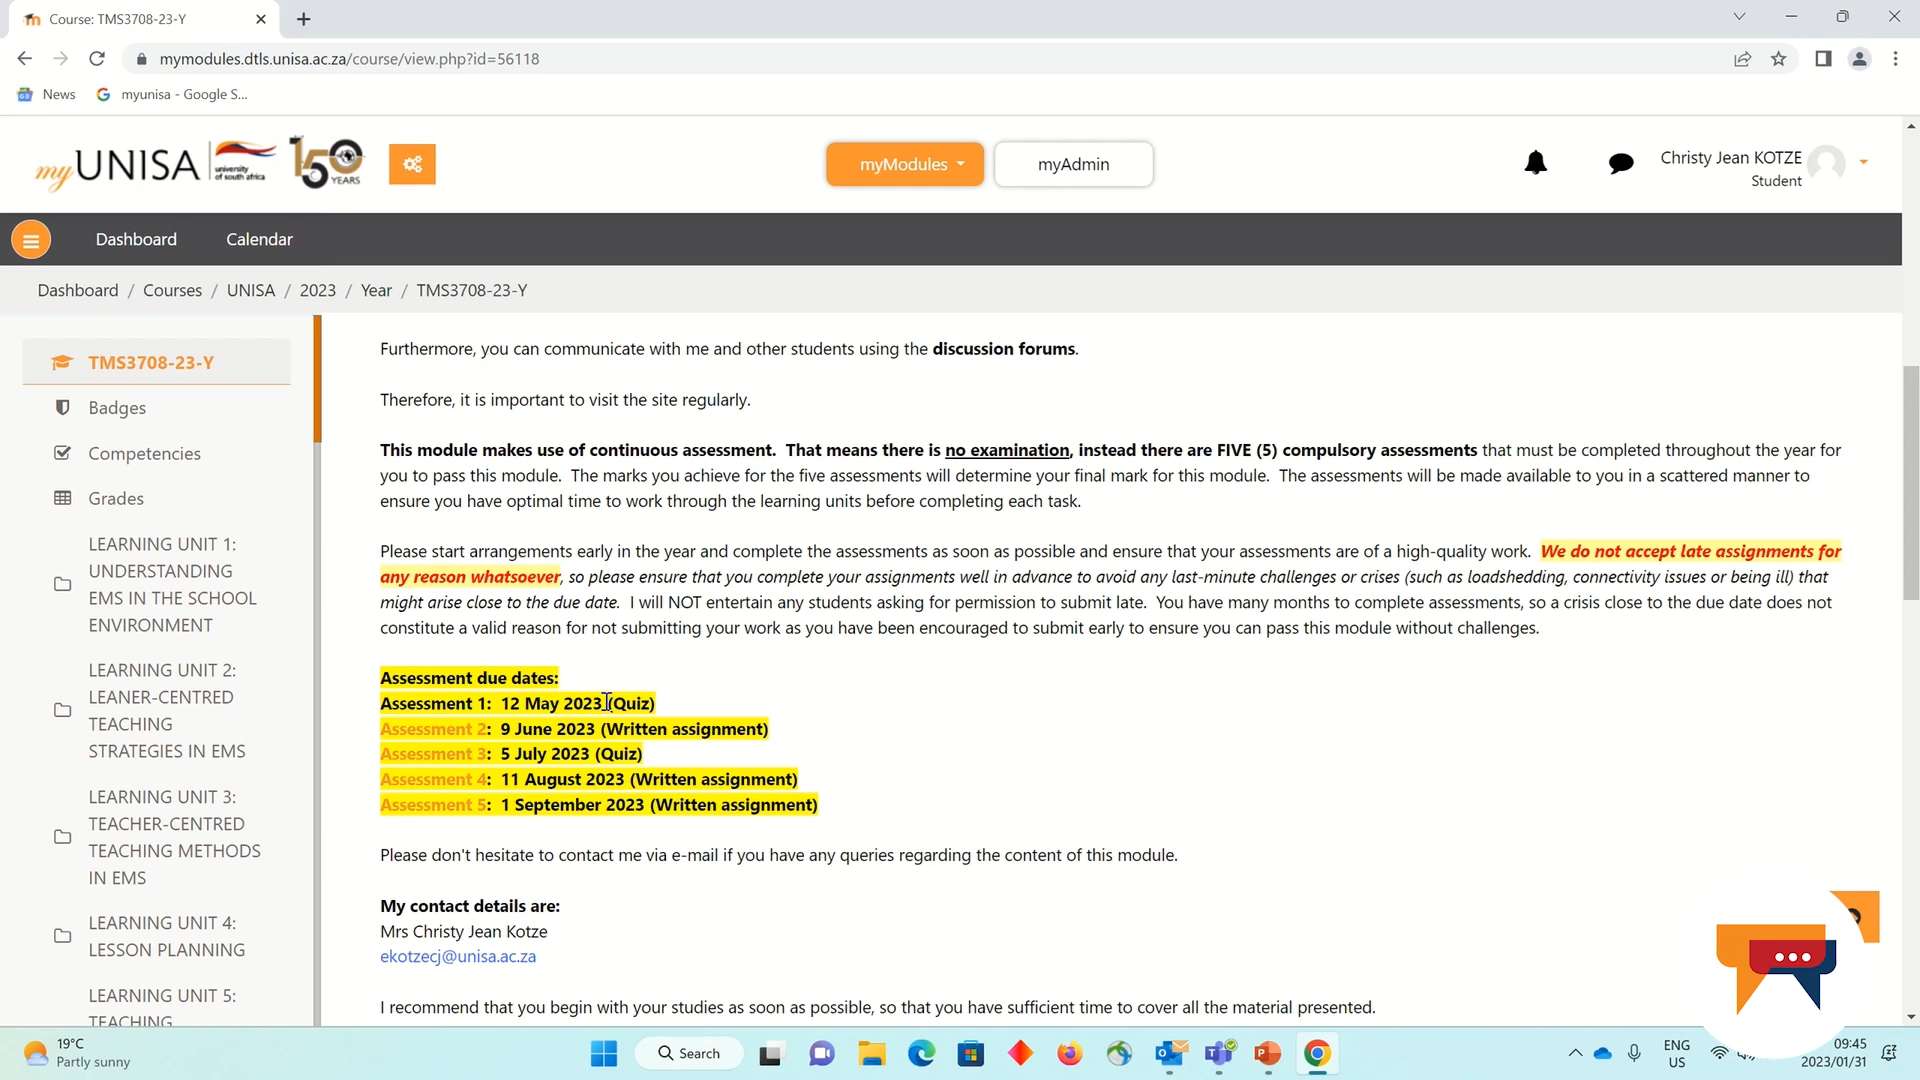 Course: TMS3708-23-Y
mymodules.dtls.unisa.ac.za/course/view.php?id=56118
News
myunisa - Google S...
my UNISA university of south africa 150 YEARS
myModules
myAdmin
Christy Jean KOTZE
Student
Dashboard
Calendar
Dashboard / Courses / UNISA / 2023 / Year / TMS3708-23-Y
TMS3708-23-Y
Badges
Competencies
Grades
LEARNING UNIT 1:
UNDERSTANDING
EMS IN THE SCHOOL
ENVIRONMENT
LEARNING UNIT 2:
LEANER-CENTRED
TEACHING
STRATEGIES IN EMS
LEARNING UNIT 3:
TEACHER-CENTRED
TEACHING METHODS
IN EMS
LEARNING UNIT 4:
LESSON PLANNING
LEARNING UNIT 5:
TEACHING
Furthermore, you can communicate with me and other students using the discussion forums.
Therefore, it is important to visit the site regularly.
This module makes use of continuous assessment. That means there is no examination, instead there are FIVE (5) compulsory assessments that must be completed throughout the year for
you to pass this module. The marks you achieve for the five assessments will determine your final mark for this module. The assessments will be made available to you in a scattered manner to
ensure you have optimal time to work through the learning units before completing each task.
Please start arrangements early in the year and complete the assessments as soon as possible and ensure that your assessments are of a high-quality work. We do not accept late assignments for
any reason whatsoever, so please ensure that you complete your assignments well in advance to avoid any last-minute challenges or crises (such as loadshedding, connectivity issues or being ill) that
might arise close to the due date. I will NOT entertain any students asking for permission to submit late. You have many months to complete assessments, so a crisis close to the due date does not
constitute a valid reason for not submitting your work as you have been encouraged to submit early to ensure you can pass this module without challenges.
Assessment due dates:
Assessment 1: 12 May 2023 (Quiz)
Assessment 2: 9 June 2023 (Written assignment)
Assessment 3: 5 July 2023 (Quiz)
Assessment 4: 11 August 2023 (Written assignment)
Assessment 5: 1 September 2023 (Written assignment)
Please don't hesitate to contact me via e-mail if you have any queries regarding the content of this module.
My contact details are:
Mrs Christy Jean Kotze
ekotzecj@unisa.ac.za
I recommend that you begin with your studies as soon as possible, so that you have sufficient time to cover all the material presented.
19°C
Partly sunny
Search
ENG
US
09:45
2023/01/31